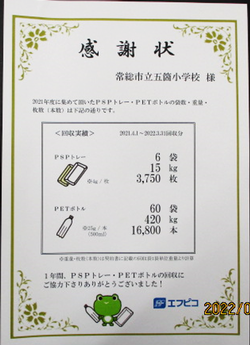 感謝状
常総市立五箇小学校 様
2021年度に集めて頂いたPSPトレー・PETボトルの袋数・重量・
枚数(本数)は下記の通りです。
<回収実績> 2021.4.1～2022.3.31回収分
PSPトレー
6 袋
15 kg
※4g/枚 3,750 枚
PETボトル
60 袋
420 kg
※25g/本 16,800 本
(500ml)
1年間、PSPトレー・PETボトルの回収に
ご協力下さりありがとうございました!
エフピコ
2022/0